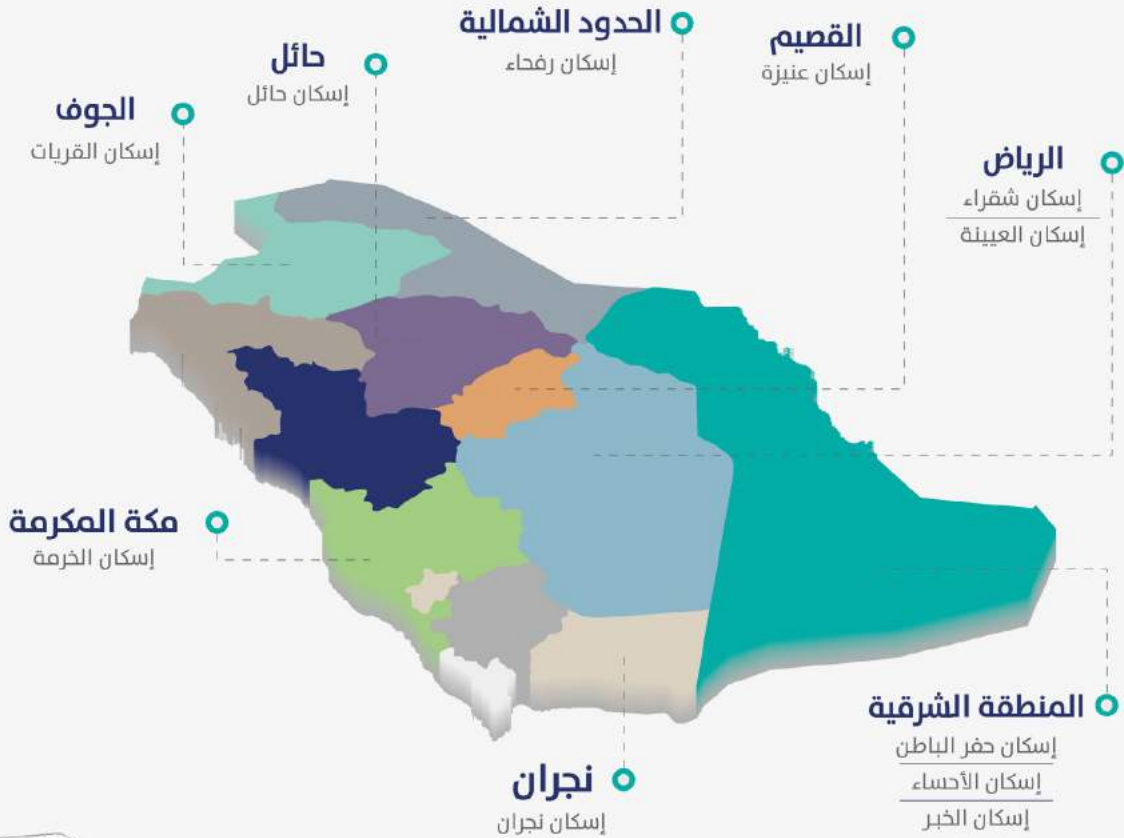 الحدود الشمالية
إسكان رفحاء
القصيم
إسكان عنيزة
حائل
إسكان حائل
الجوف
إسكان القريات
الرياض
إسكان شقراء
إسكان العيينة
مكة المكرمة
إسكان الخرمة
المنطقة الشرقية
إسكان حفر الباطن
إسكان الأحساء
إسكان الخبر
نجران
إسكان نجران